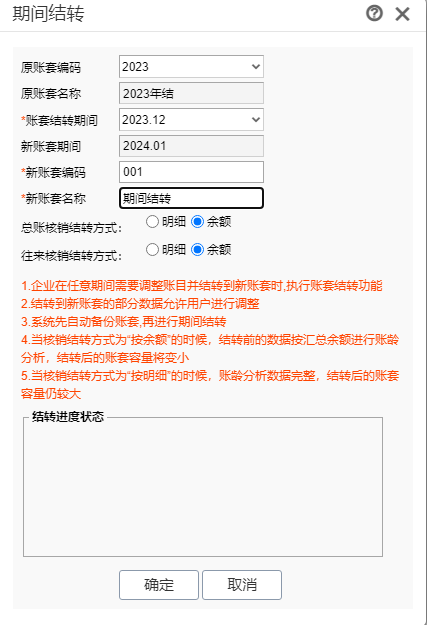 期间结转
原账套编码 2023
原账套名称 2023年结
*账套结转期间 2023.12
新账套期间 2024.01
*新账套编码 001
*新账套名称 期间结转
总账核销结转方式： 明细 余额
往来核销结转方式： 明细 余额
1.企业在任意期间需要调整账目并结转到新账套时,执行账套结转功能
2.结转到新账套的部分数据允许用户进行调整
3.系统先自动备份账套,再进行期间结转
4.当核销结转方式为“按余额”的时候，结转前的数据按汇总余额进行账龄
分析，结转后的账套容量将变小
5.当核销结转方式为“按明细”的时候，账龄分析数据完整，结转后的账套
容量仍较大
结转进度状态
确定 取消